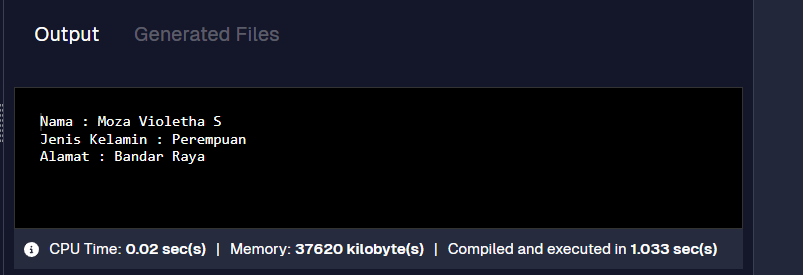 Output Generated Files
Nama : Moza Violetha S
Jenis Kelamin : Perempuan
Alamat : Bandar Raya
CPU Time: 0.02 sec(s) | Memory: 37620 kilobyte(s) | Compiled and executed in 1.033 sec(s)